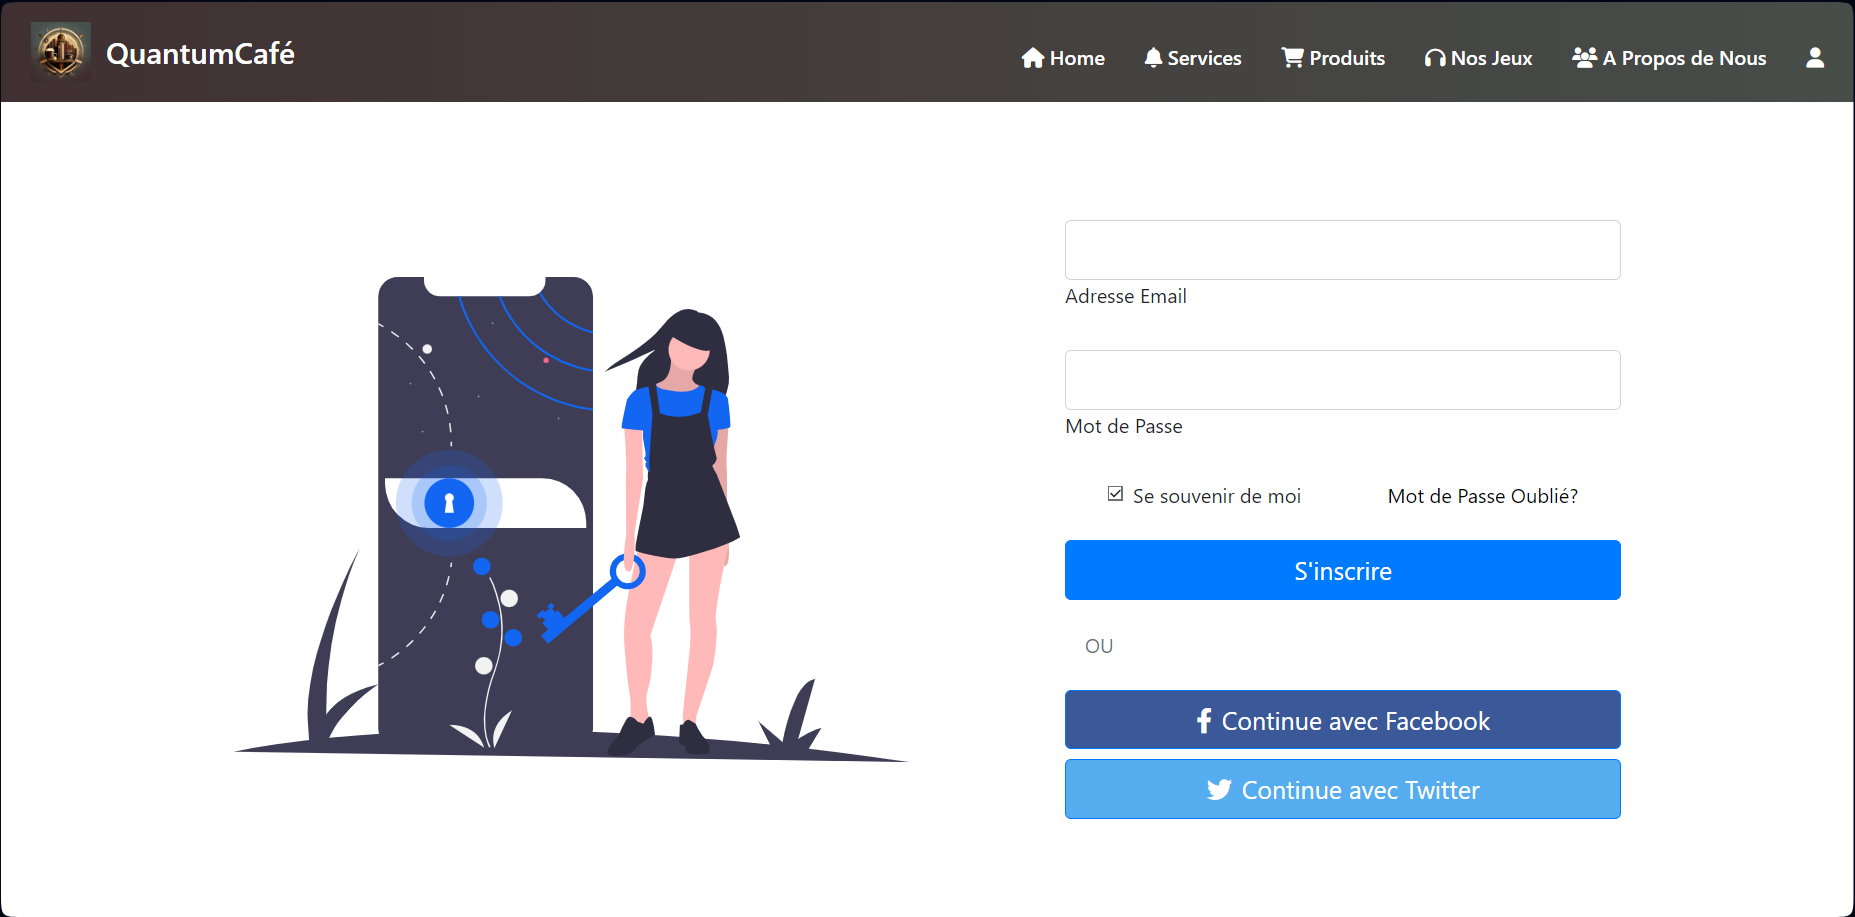 QuantumCafé
Home Services Produits Nos Jeux A Propos de Nous
Adresse Email
Mot de Passe
Se souvenir de moi Mot de Passe Oublié?
S'inscrire
OU
Continue avec Facebook
Continue avec Twitter